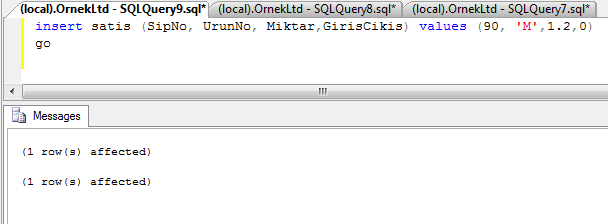 (local).OrnekLtd - SQLQuery9.sql* (local).OrnekLtd - SQLQuery8.sql* (local).OrnekLtd - SQLQuery7.sql*
insert satis (SipNo, UrunNo, Miktar,GirisCikis) values (90, 'M',1.2,0)
go
Messages
(1 row(s) affected)
(1 row(s) affected)